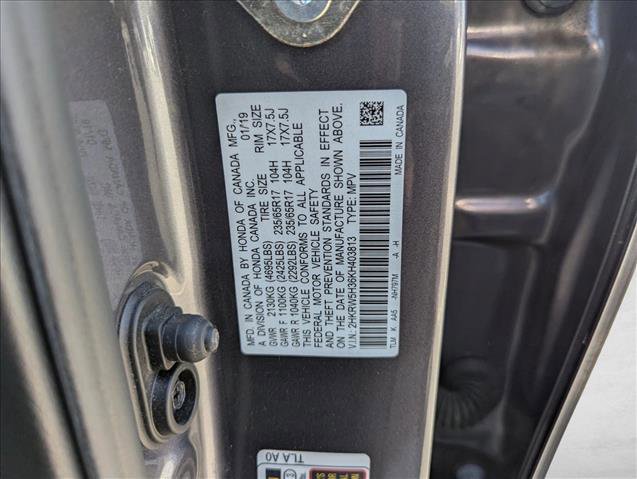 MFD. IN CANADA BY HONDA OF CANADA MFG.,
A DIVISION OF HONDA CANADA INC. 01/19
TIRE SIZE RIM SIZE
GVWR 2130KG (4695LBS)
GAWR F 1100KG (2425LBS) 235/65R17 104H 17X7.5J
GAWR R 1040KG (2292LBS) 235/65R17 104H 17X7.5J
THIS VEHICLE CONFORMS TO ALL APPLICABLE
FEDERAL MOTOR VEHICLE SAFETY
AND THEFT PREVENTION STANDARDS IN EFFECT
ON THE DATE OF MANUFACTURE SHOWN ABOVE.
V.I.N: 2HKRW5H36KH403813 TYPE: MPV
TLM K AA5 -NH797M -A -H MADE IN CANADA
TLA A0